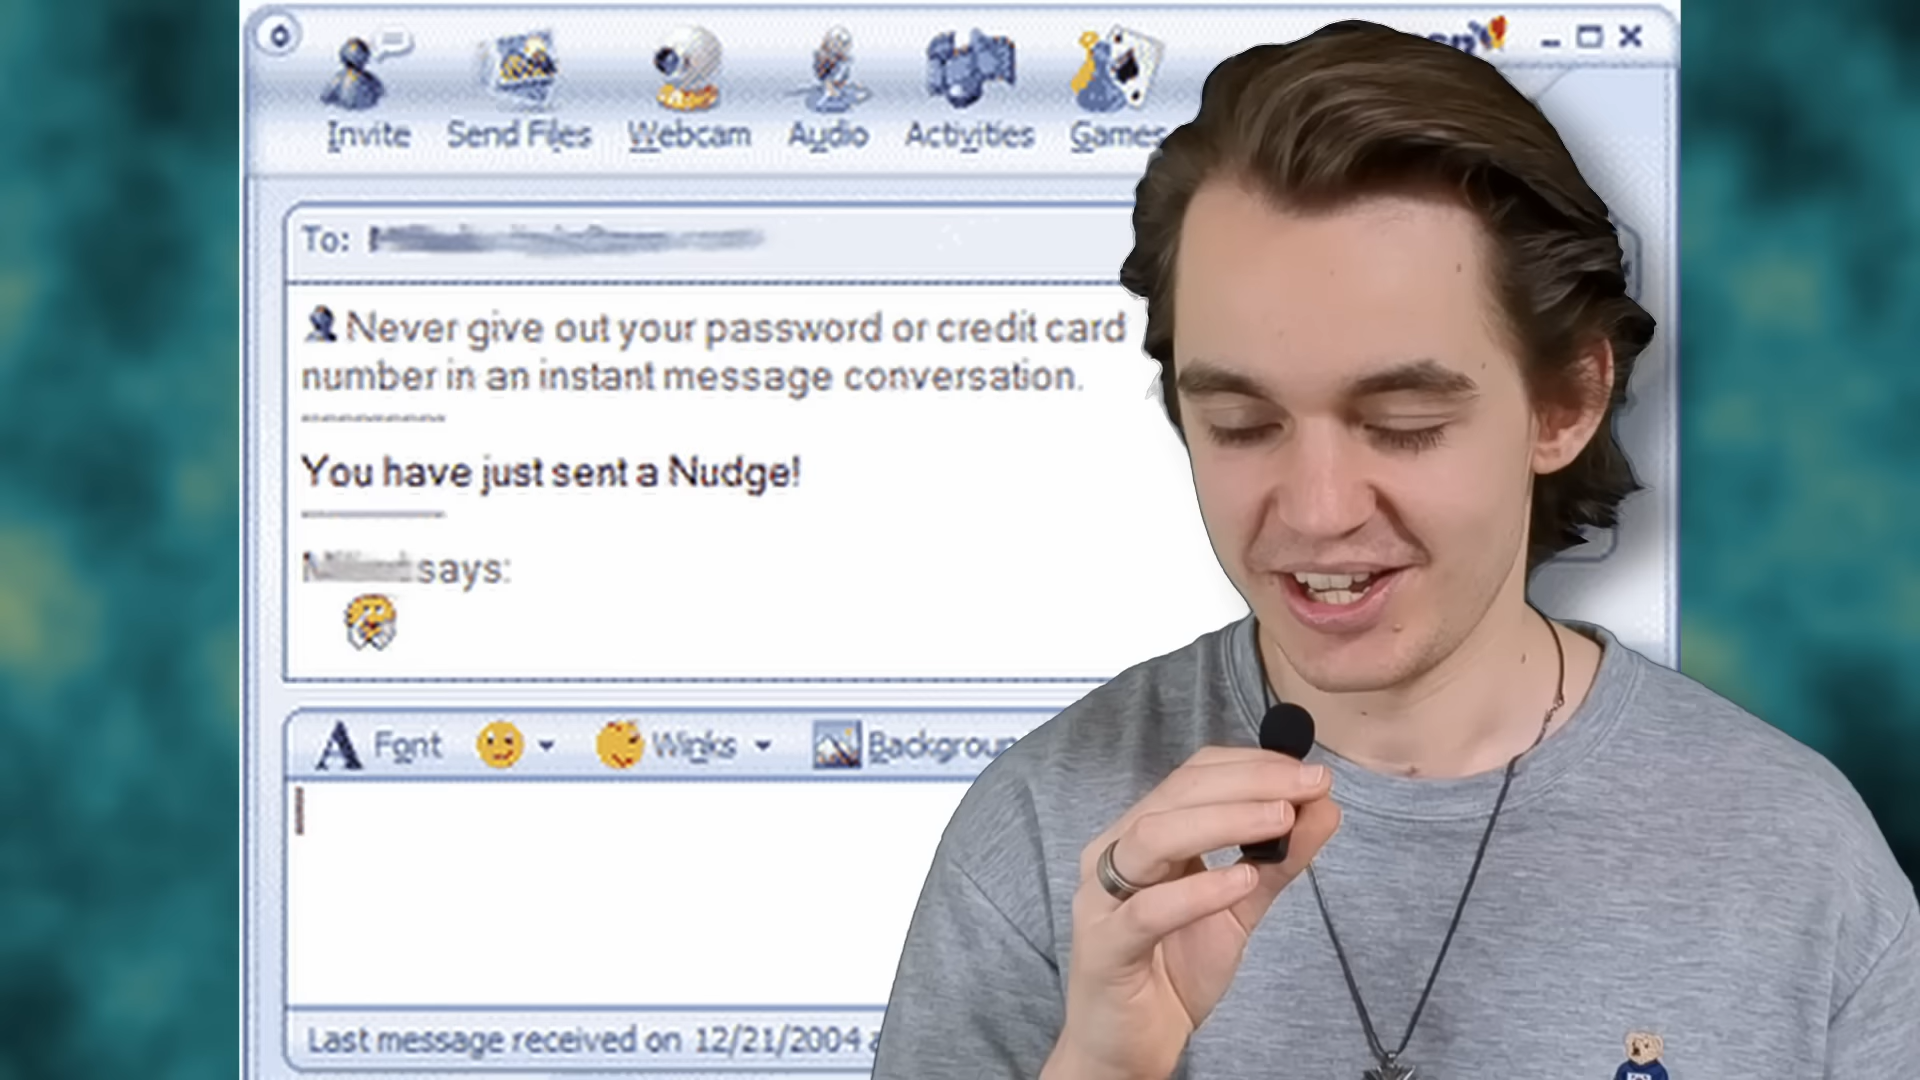 Invite Send Files Webcam Audio Activities Games
To:
Never give out your password or credit card
number in an instant message conversation.
You have just sent a Nudge!
says:
Font Winks
Last message received on 12/21/2004